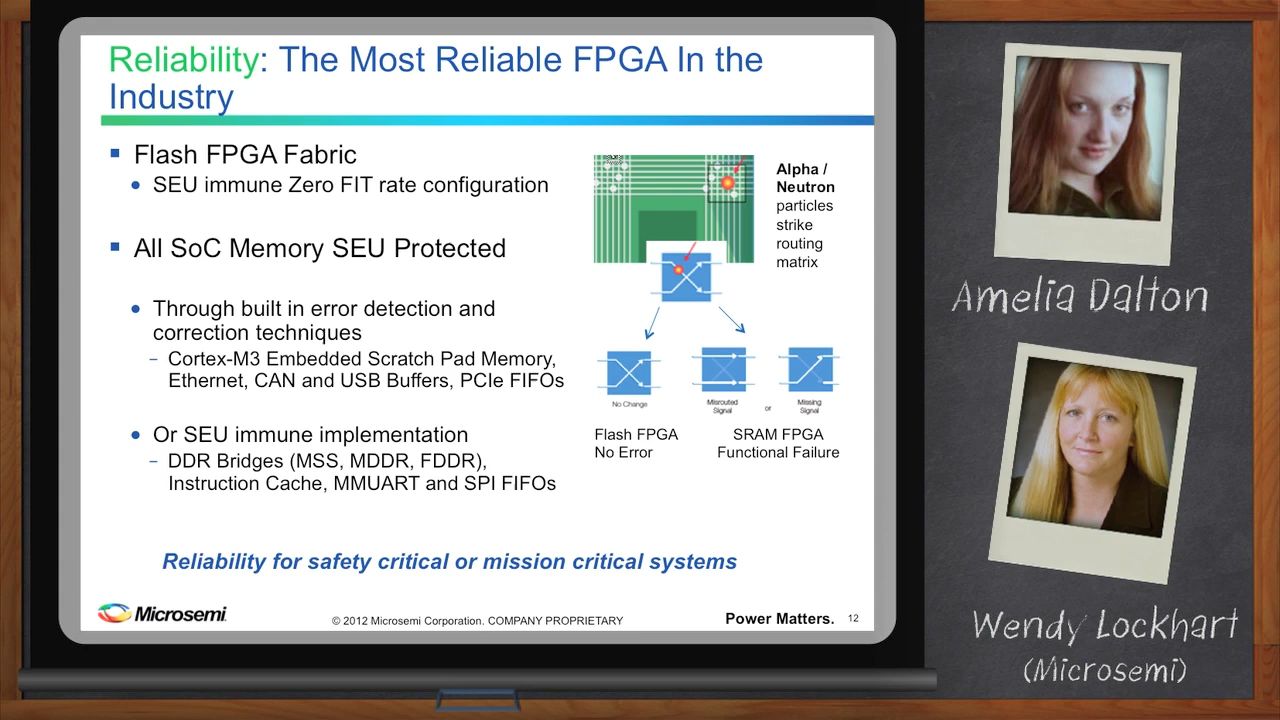 Reliability: The Most Reliable FPGA In the
Industry
Flash FPGA Fabric
SEU immune Zero FIT rate configuration
All SoC Memory SEU Protected
Through built in error detection and
correction techniques
– Cortex-M3 Embedded Scratch Pad Memory,
Ethernet, CAN and USB Buffers, PCIe FIFOs
Or SEU immune implementation
– DDR Bridges (MSS, MDDR, FDDR),
Instruction Cache, MMUART and SPI FIFOs
Alpha /
Neutron
particles
strike
routing
matrix
No Change
Misrouted
Signal
or
Missing
Signal
Flash FPGA
No Error
SRAM FPGA
Functional Failure
Reliability for safety critical or mission critical systems
Microsemi
© 2012 Microsemi Corporation. COMPANY PROPRIETARY
Power Matters.
12
Amelia Dalton
Wendy Lockhart
(Microsemi)